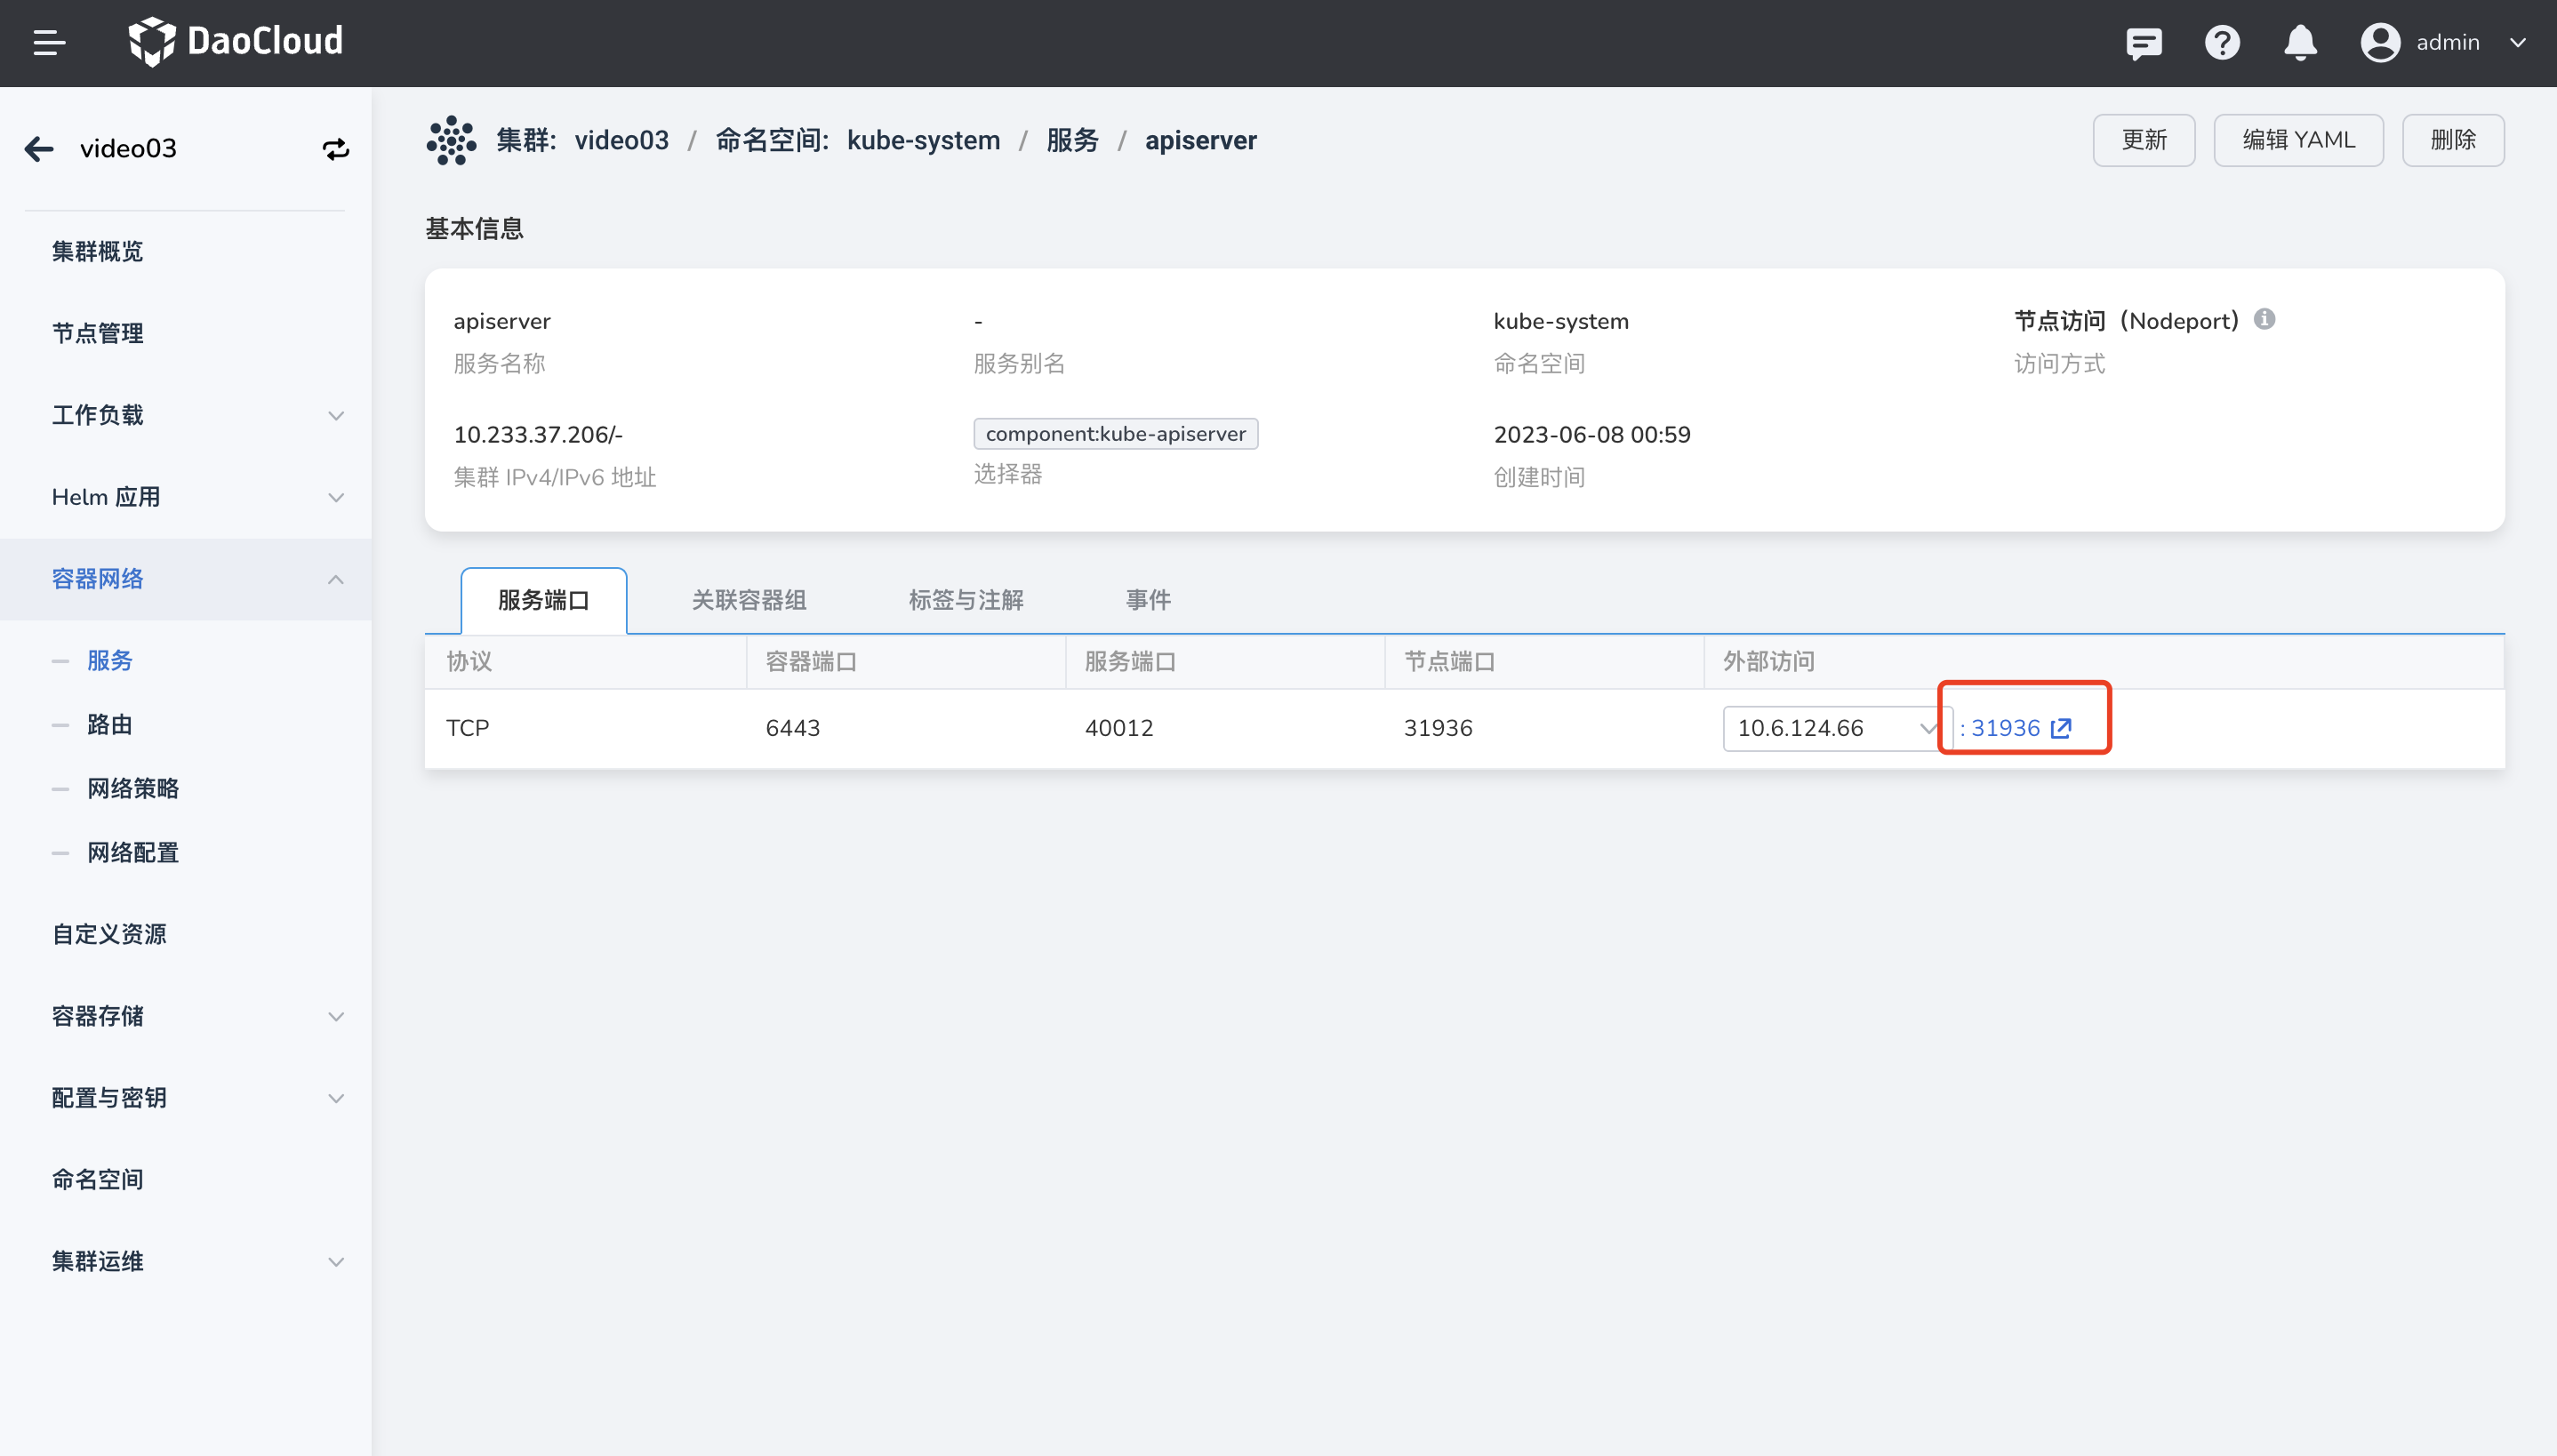 DaoCloud
admin
video03
集群概览
节点管理
工作负载
Helm 应用
容器网络
服务
路由
网络策略
网络配置
自定义资源
容器存储
配置与密钥
命名空间
集群运维
集群: video03 / 命名空间: kube-system / 服务 / apiserver
更新
编辑 YAML
删除
基本信息
apiserver
服务名称
-
服务别名
kube-system
命名空间
节点访问（Nodeport）
访问方式
10.233.37.206/-
集群 IPv4/IPv6 地址
component:kube-apiserver
选择器
2023-06-08 00:59
创建时间
服务端口 关联容器组 标签与注解 事件
协议 容器端口 服务端口 节点端口 外部访问
TCP 6443 40012 31936 10.6.124.66 : 31936